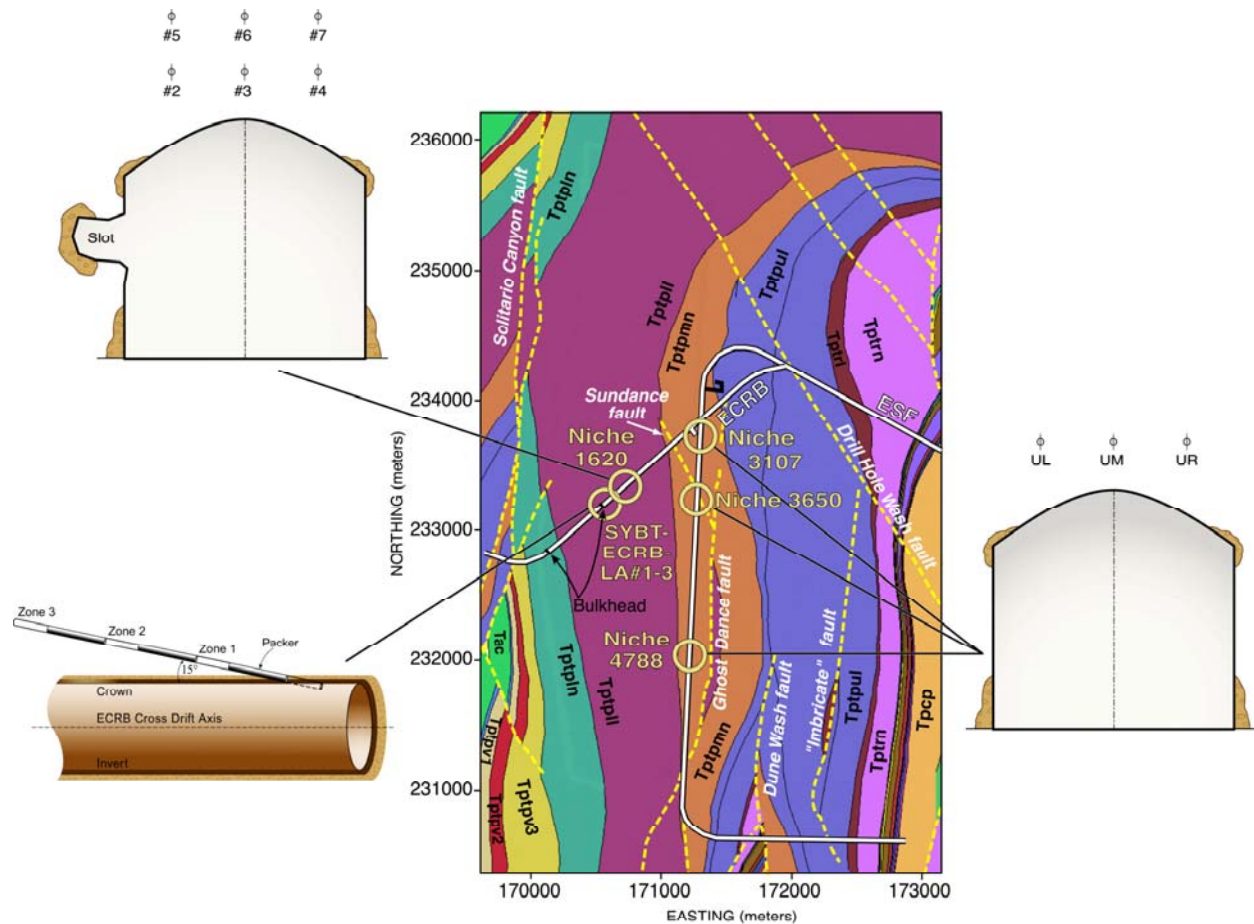 #5 #6 #7
#2 #3 #4
Slot
Zone 3
Zone 2
Zone 1
Packer
15°
Crown
ECRB Cross Drift Axis
Invert
236000
235000
234000
233000
232000
231000
NORTHING (meters)
170000 171000 172000 173000
EASTING (meters)
Solitario Canyon fault
Tptpln
Tptpll
Tptpmn
Tptpul
Tptrl
Tptrn
Sundance
fault
ECRB
ESF
Niche
1620
Niche
3107
Niche 3650
SYBT-
ECRB-
LA#1-3
Bulkhead
Niche
4788
Drill Hole Wash fault
Ghost Dance fault
Dune Wash fault
"Imbricate" fault
Tac
Tptpv1
Tptpv2
Tptpv3
Tptpln
Tptpll
Tptpmn
Tptpul
Tptrn
Tpcp
UL UM UR